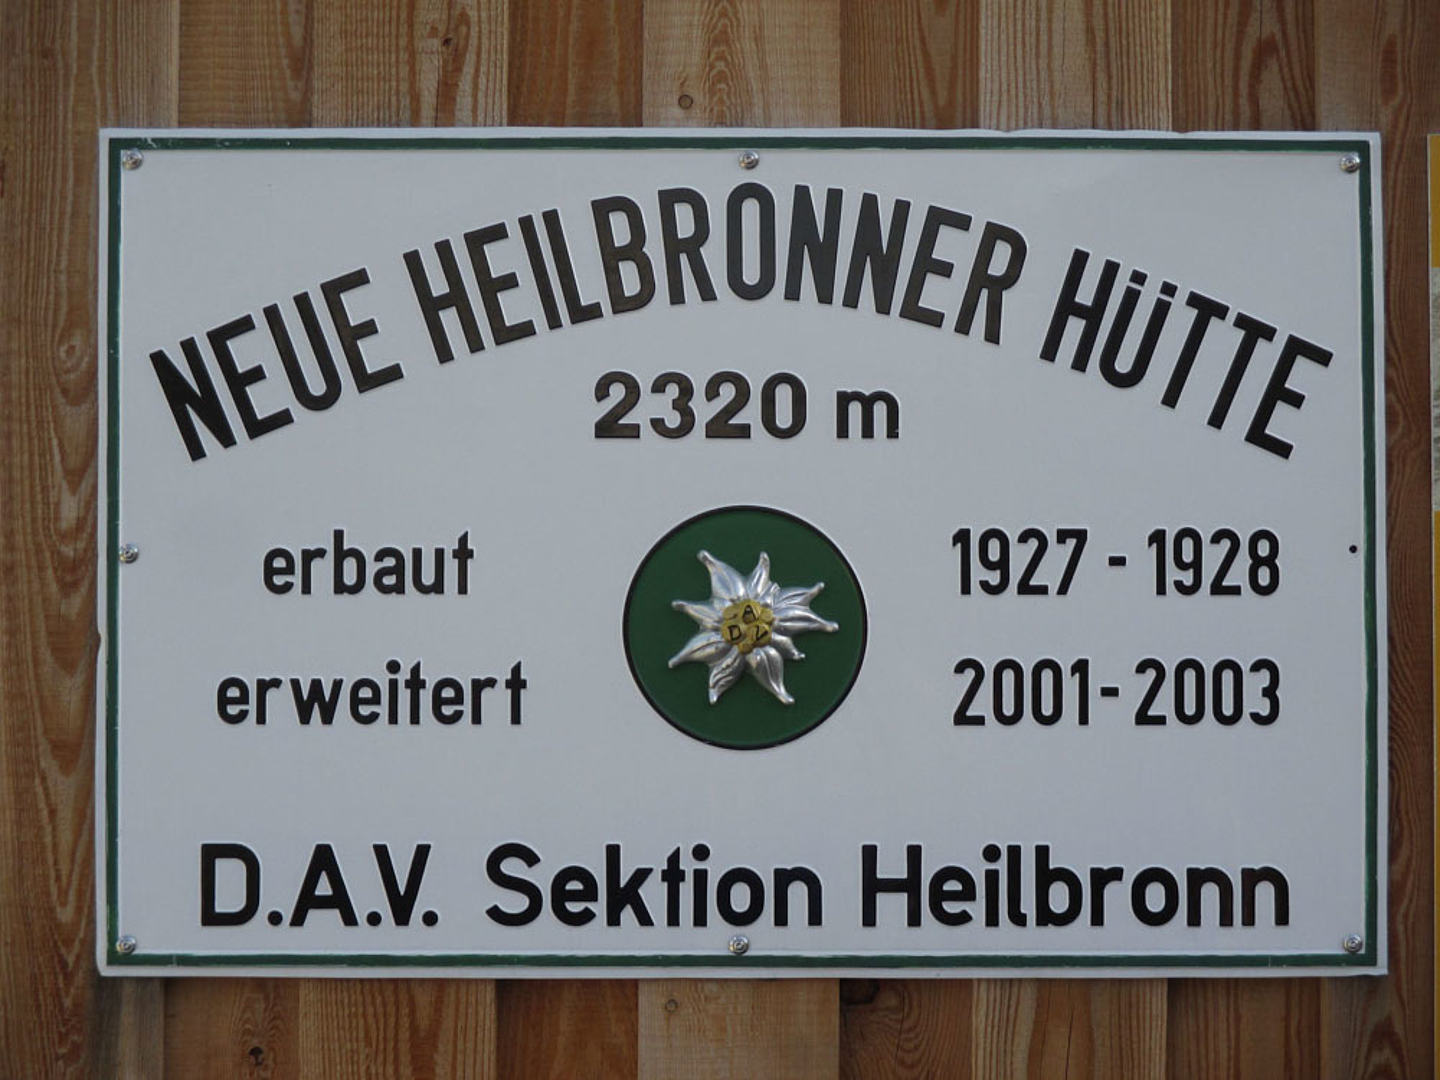 NEUE HEILBRONNER HÜTTE
2320 m
erbaut 1927 - 1928
A
D V
erweitert 2001-2003
D.A.V. Sektion Heilbronn